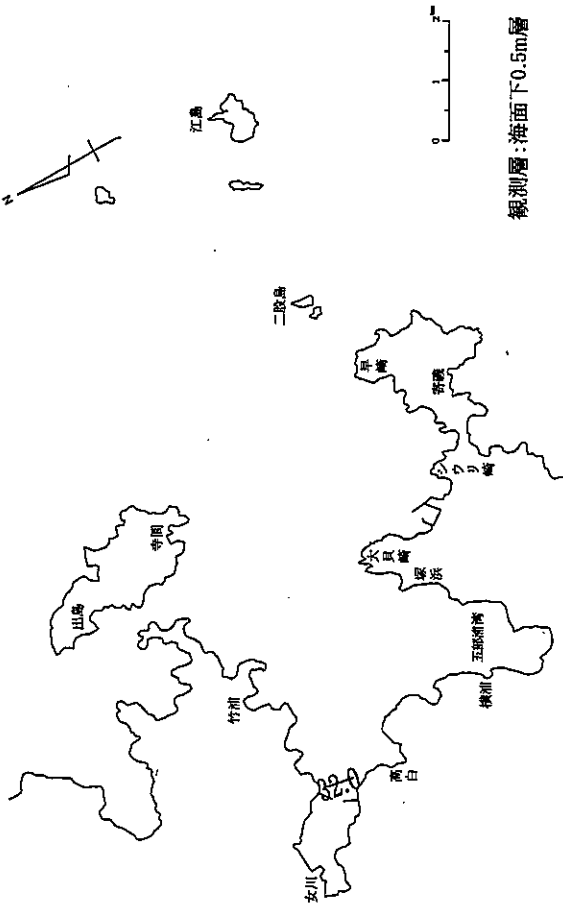 N
江島
二股島
早崎
寄磯
シウリ崎
大貝崎
塚浜
五部浦湾
横浦
高白
女川
竹浦
出島
寺間
0 1 2
観測層:海面下0.5m層